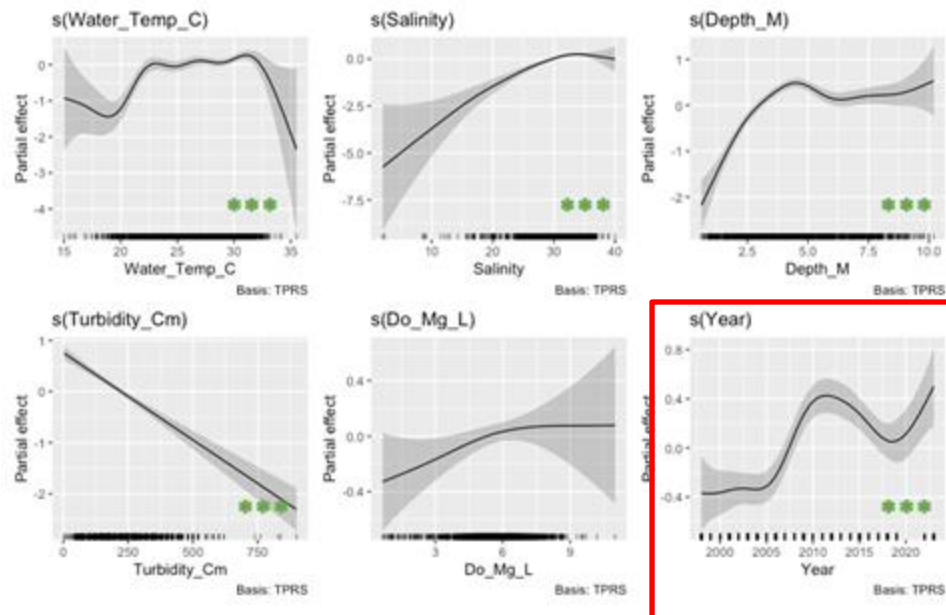 s(Water_Temp_C)
Partial effect
0
-1
-2
-3
-4
15
20
25
30
35
Water_Temp_C
Basis: TPRS
s(Salinity)
Partial effect
0.0
-2.5
-5.0
-7.5
10
20
30
40
Salinity
Basis: TPRS
s(Depth_M)
Partial effect
1
0
-1
-2
2.5
5.0
7.5
10.0
Depth_M
Basis: TPRS
s(Turbidity_Cm)
Partial effect
1
0
-1
-2
0
250
500
750
Turbidity_Cm
Basis: TPRS
s(Do_Mg_L)
Partial effect
0.4
0.0
-0.4
3
6
9
Do_Mg_L
Basis: TPRS
s(Year)
Partial effect
0.8
0.4
0.0
-0.4
2000
2005
2010
2015
2020
Year
Basis: TPRS